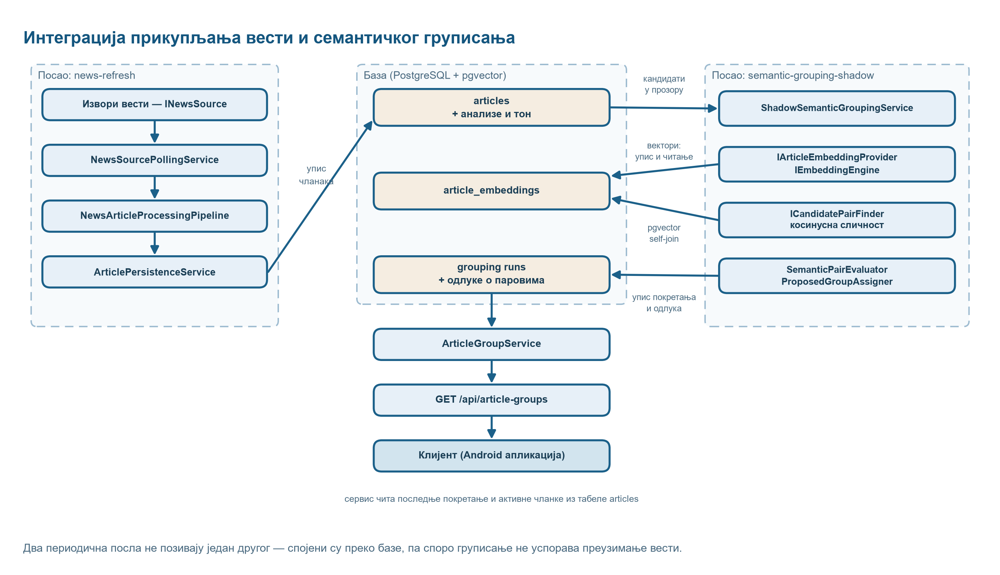 Интеграција прикупљања вести и семантичког груписања
Посао: news-refresh
Извори вести — INewsSource
NewsSourcePollingService
NewsArticleProcessingPipeline
ArticlePersistenceService
упис
чланака
База (PostgreSQL + pgvector)
articles
+ анализе и тон
article_embeddings
grouping runs
+ одлуке о паровима
кандидати
у прозору
вектори:
упис и читање
pgvector
self-join
упис покретања
и одлука
Посао: semantic-grouping-shadow
ShadowSemanticGroupingService
IArticleEmbeddingProvider
IEmbeddingEngine
ICandidatePairFinder
косинусна сличност
SemanticPairEvaluator
ProposedGroupAssigner
ArticleGroupService
GET /api/article-groups
Клијент (Android апликација)
сервис чита последње покретање и активне чланке из табеле articles
Два периодична посла не позивају један другог — спојени су преко базе, па споро груписање не успорава преузимање вести.